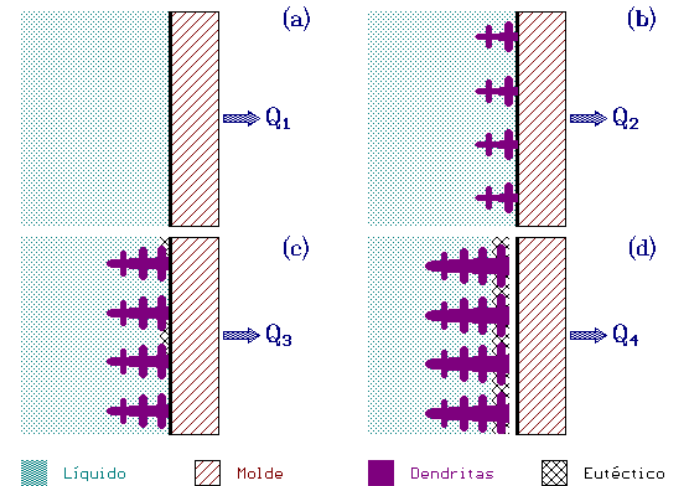 (a)
Q1
(b)
Q2
(c)
Q3
(d)
Q4
Líquido
Molde
Dendritas
Eutéctico